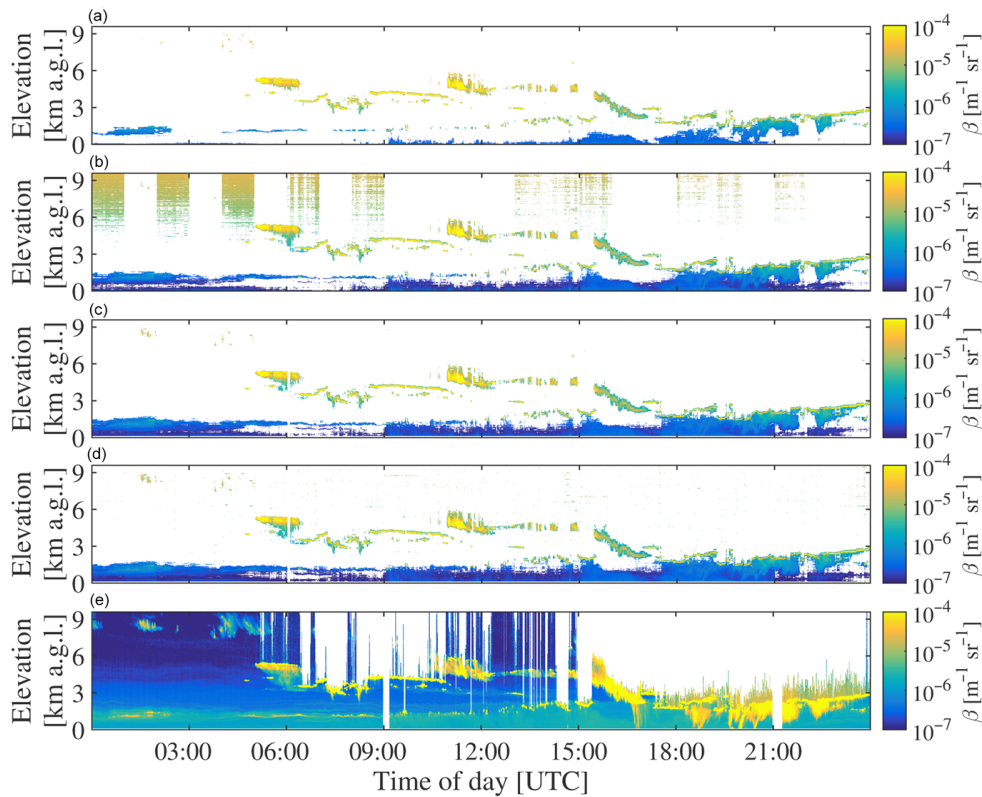 (a)
9
6
3
0
Elevation
[km a.g.l.]
10⁻⁴
10⁻⁵
10⁻⁶
10⁻⁷
β [m⁻¹ sr⁻¹]
(b)
9
6
3
0
Elevation
[km a.g.l.]
10⁻⁴
10⁻⁵
10⁻⁶
10⁻⁷
β [m⁻¹ sr⁻¹]
(c)
9
6
3
0
Elevation
[km a.g.l.]
10⁻⁴
10⁻⁵
10⁻⁶
10⁻⁷
β [m⁻¹ sr⁻¹]
(d)
9
6
3
0
Elevation
[km a.g.l.]
10⁻⁴
10⁻⁵
10⁻⁶
10⁻⁷
β [m⁻¹ sr⁻¹]
(e)
9
6
3
0
Elevation
[km a.g.l.]
10⁻⁴
10⁻⁵
10⁻⁶
10⁻⁷
β [m⁻¹ sr⁻¹]
03:00 06:00 09:00 12:00 15:00 18:00 21:00
Time of day [UTC]